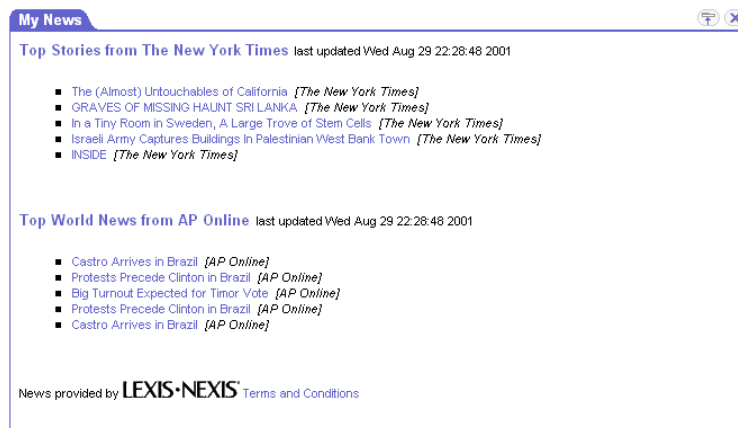 My News
Top Stories from The New York Times last updated Wed Aug 29 22:28:48 2001
The (Almost) Untouchables of California [The New York Times]
GRAVES OF MISSING HAUNT SRI LANKA [The New York Times]
In a Tiny Room in Sweden, A Large Trove of Stem Cells [The New York Times]
Israeli Army Captures Buildings In Palestinian West Bank Town [The New York Times]
INSIDE [The New York Times]
Top World News from AP Online last updated Wed Aug 29 22:28:48 2001
Castro Arrives in Brazil [AP Online]
Protests Precede Clinton in Brazil [AP Online]
Big Turnout Expected for Timor Vote [AP Online]
Protests Precede Clinton in Brazil [AP Online]
Castro Arrives in Brazil [AP Online]
News provided by LEXIS·NEXIS Terms and Conditions